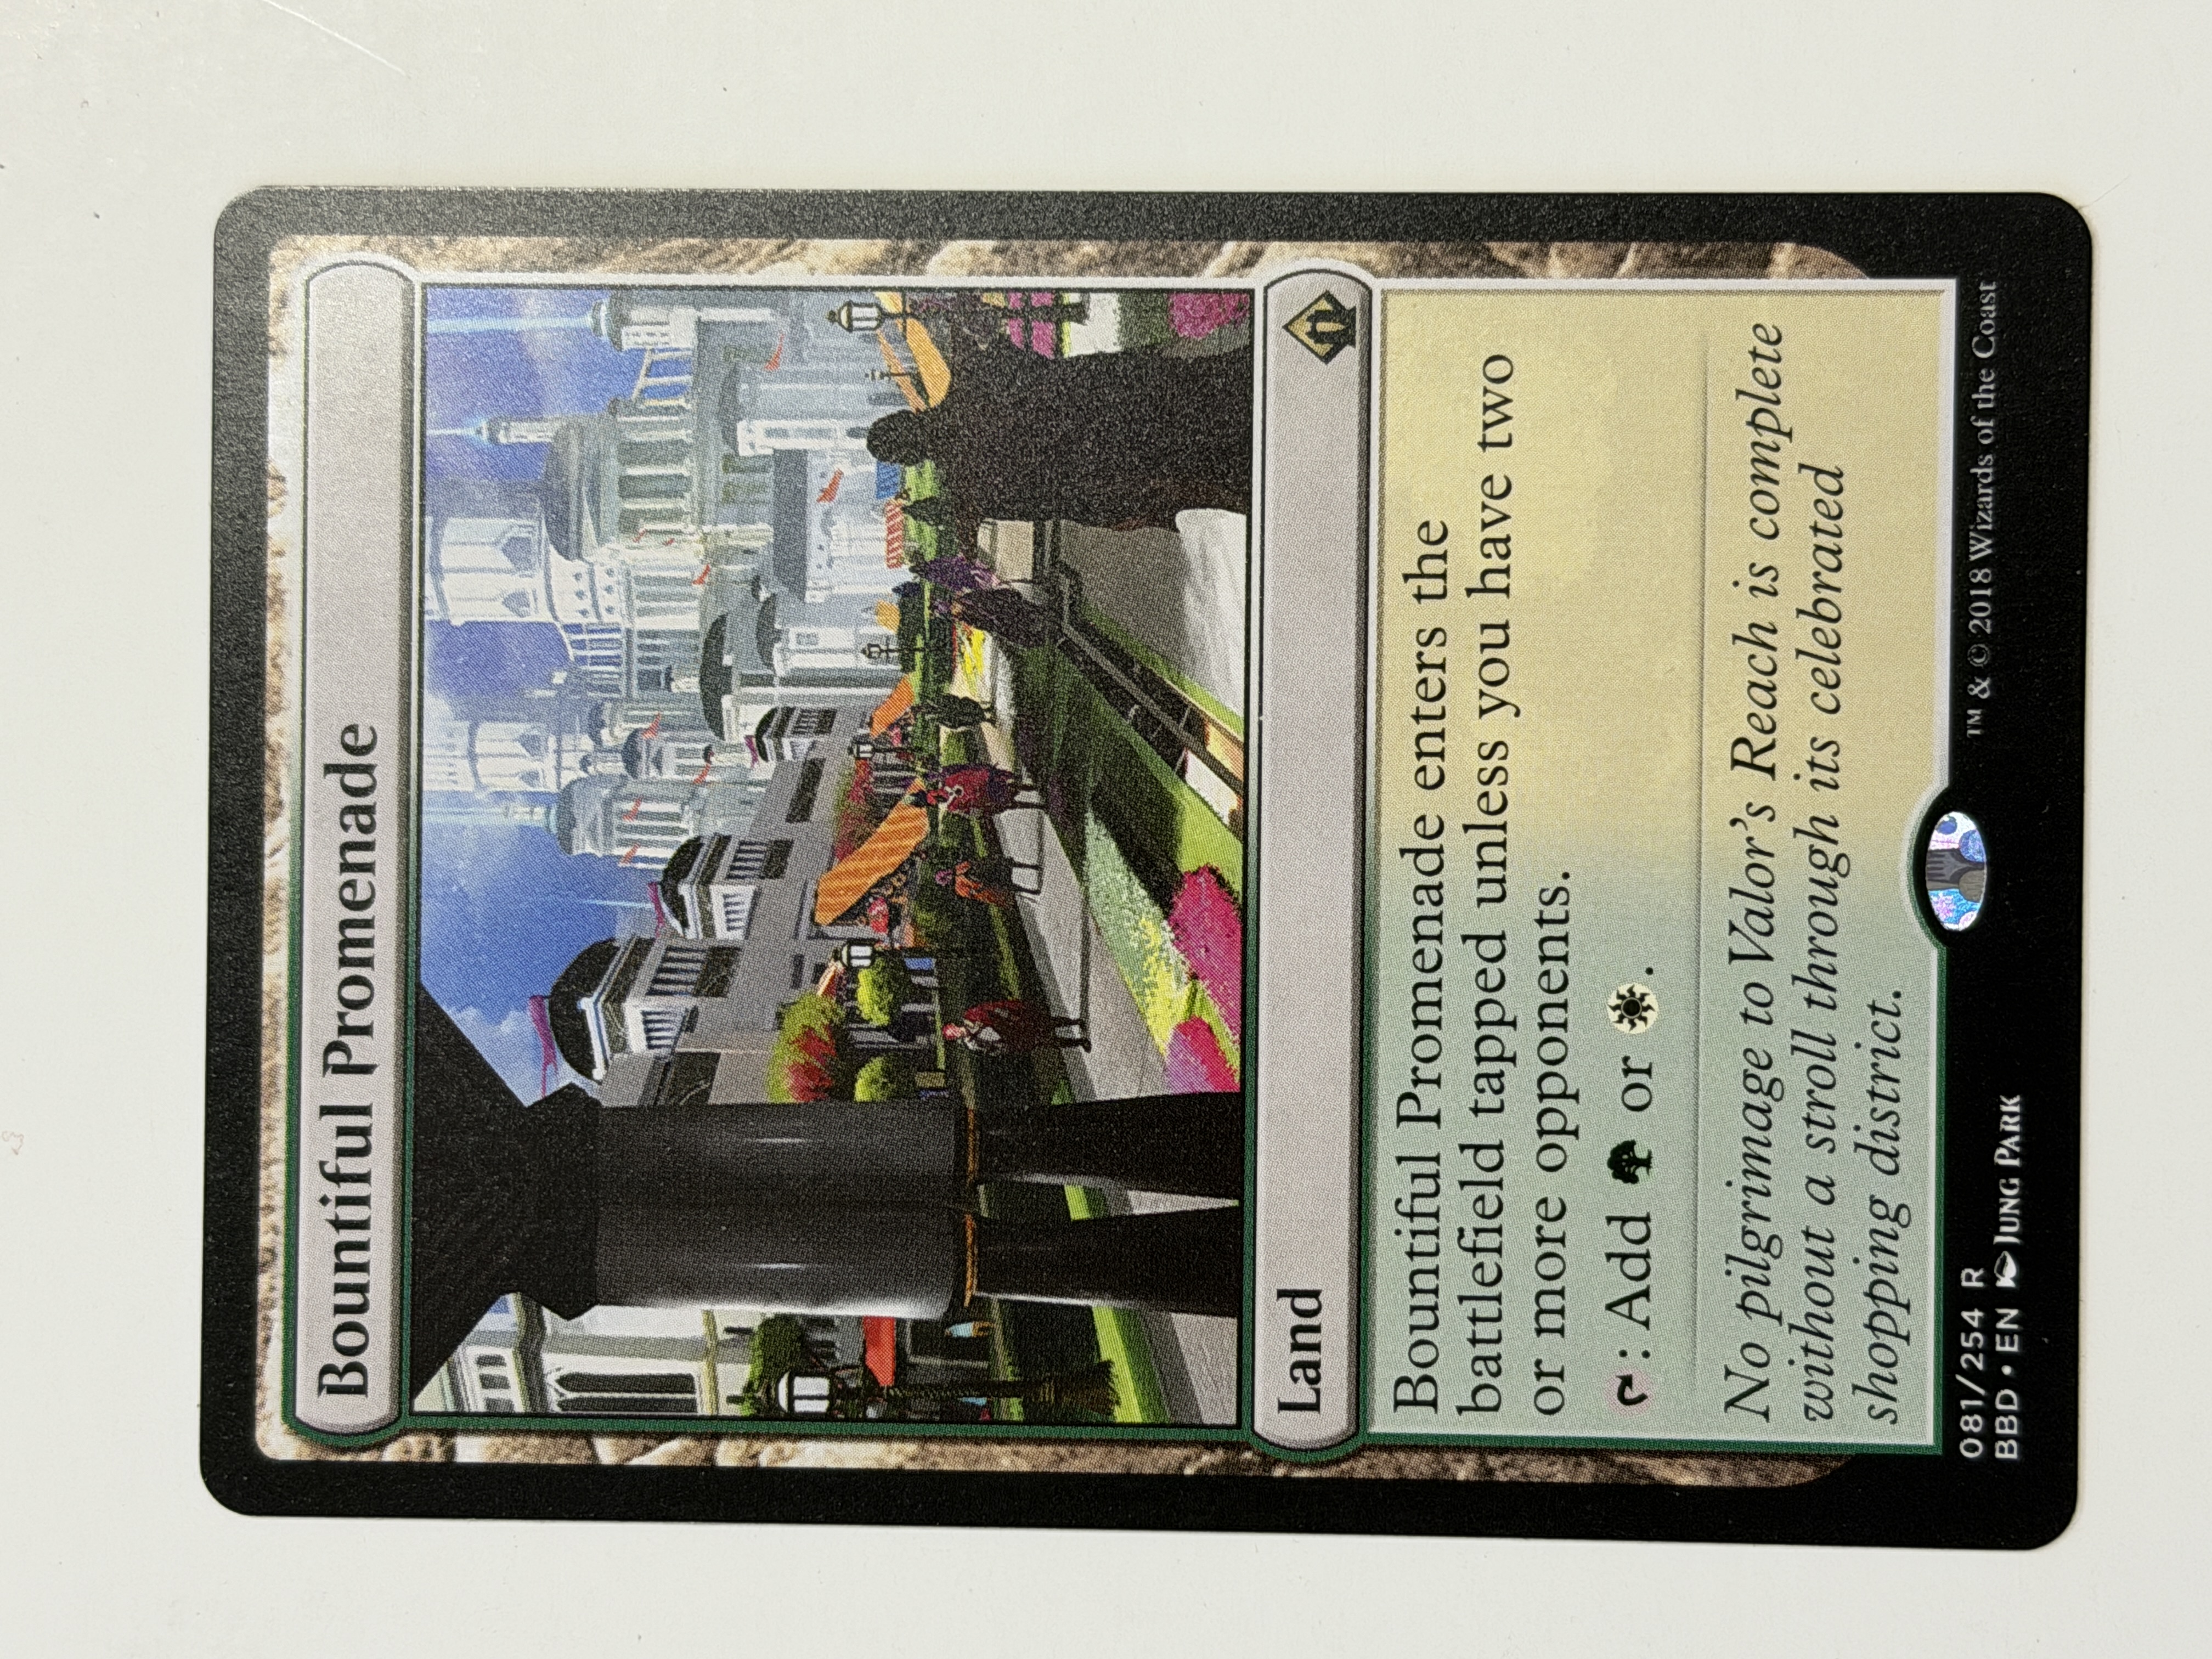 Bountiful Promenade
Land
Bountiful Promenade enters the
battlefield tapped unless you have two
or more opponents.
: Add or .
No pilgrimage to Valor's Reach is complete
without a stroll through its celebrated
shopping district.
081/254 R
BBD • EN JUNG PARK
™ & © 2018 Wizards of the Coast